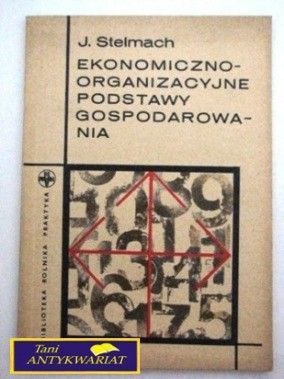 J. Stelmach
EKONOMICZNO-
ORGANIZACYJNE
PODSTAWY
GOSPODAROWA-
NIA
BIBLIOTEKA ROLNIKA PRAKTYKA
Tani
ANTYKWARIAT